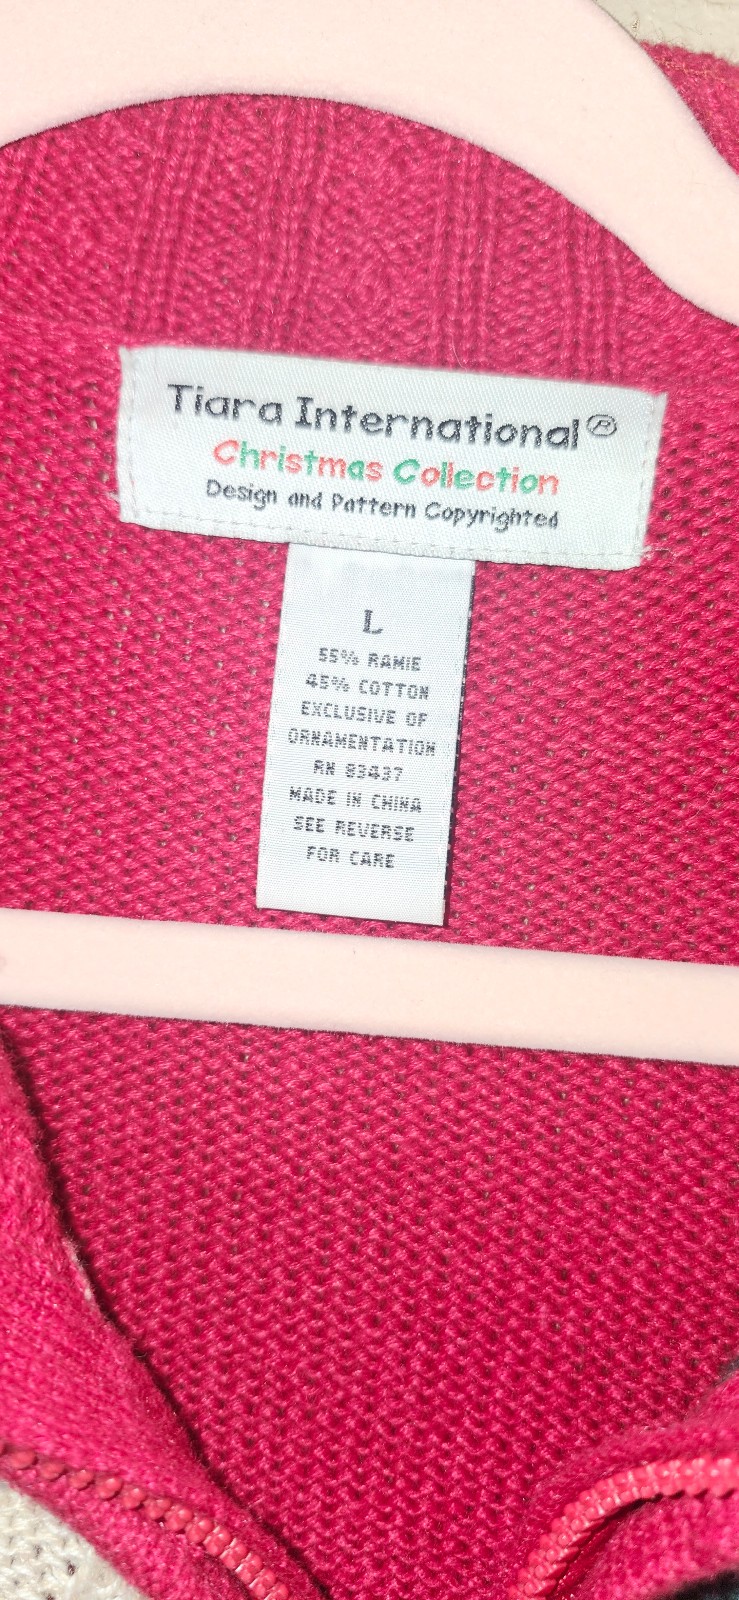 Tiara International®
Christmas Collection
Design and Pattern Copyrighted
L
55% RAMIE
45% COTTON
EXCLUSIVE OF
ORNAMENTATION
RN 83437
MADE IN CHINA
SEE REVERSE
FOR CARE